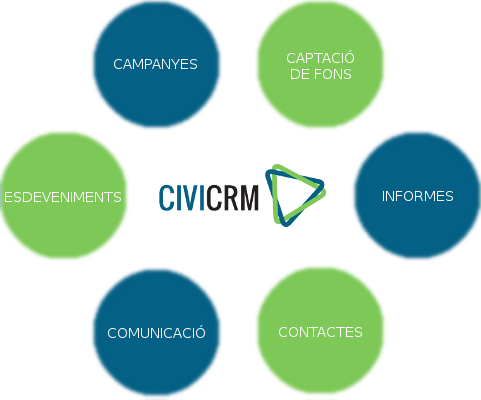 CAMPANYES
CAPTACIÓ
DE FONS
ESDEVENIMENTS
CIVICRM
INFORMES
COMUNICACIÓ
CONTACTES